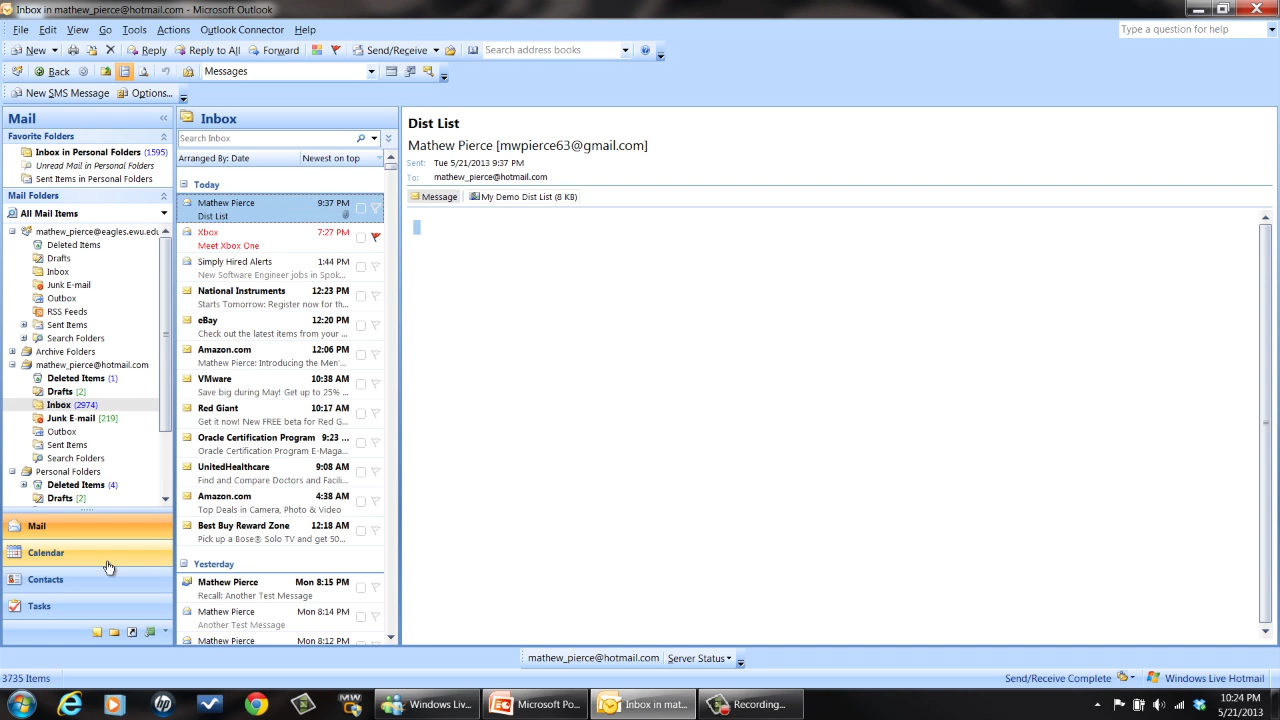 Inbox in mathew_pierce@hotmail.com - Microsoft Outlook
File Edit View Go Tools Actions Outlook Connector Help
Type a question for help
New Reply Reply to All Forward Send/Receive Search address books
Back Messages
New SMS Message Options...
Mail
Favorite Folders
Inbox in Personal Folders (1595)
Unread Mail in Personal Folders
Sent Items in Personal Folders
Mail Folders
All Mail Items
mathew_pierce@eagles.ewu.edu
Deleted Items
Drafts
Inbox
Junk E-mail
Outbox
RSS Feeds
Sent Items
Search Folders
Archive Folders
mathew_pierce@hotmail.com
Deleted Items (1)
Drafts [2]
Inbox (2974)
Junk E-mail [219]
Outbox
Sent Items
Search Folders
Personal Folders
Deleted Items (4)
Drafts [2]
Mail
Calendar
Contacts
Tasks
Inbox
Search Inbox
Arranged By: Date Newest on top
Today
Mathew Pierce 9:37 PM
Dist List
Xbox 7:27 PM
Meet Xbox One
Simply Hired Alerts 1:44 PM
New Software Engineer jobs in Spok...
National Instruments 12:23 PM
Starts Tomorrow: Register now for th...
eBay 12:20 PM
Check out the latest items from your ...
Amazon.com 12:06 PM
Mathew Pierce: Introducing the Men'...
VMware 10:38 AM
Save big during May! Get up to 25% ...
Red Giant 10:17 AM
Get it now! New FREE beta for Red G...
Oracle Certification Program 9:23 ...
Oracle Certification Program E-Maga...
UnitedHealthcare 9:08 AM
Find and Compare Doctors and Facili...
Amazon.com 4:38 AM
Top Deals in Camera, Photo & Video
Best Buy Reward Zone 12:18 AM
Pick up a Bose® Solo TV and get 50...
Yesterday
Mathew Pierce Mon 8:15 PM
Recall: Another Test Message
Mathew Pierce Mon 8:14 PM
Another Test Message
Mathew Pierce Mon 8:12 PM
Dist List
Mathew Pierce [mwpierce63@gmail.com]
Sent: Tue 5/21/2013 9:37 PM
To: mathew_pierce@hotmail.com
Message My Demo Dist List (8 KB)
mathew_pierce@hotmail.com Server Status
3735 Items
Send/Receive Complete Windows Live Hotmail
Windows Liv... Microsoft Po... Inbox in mat... Recording...
10:24 PM
5/21/2013